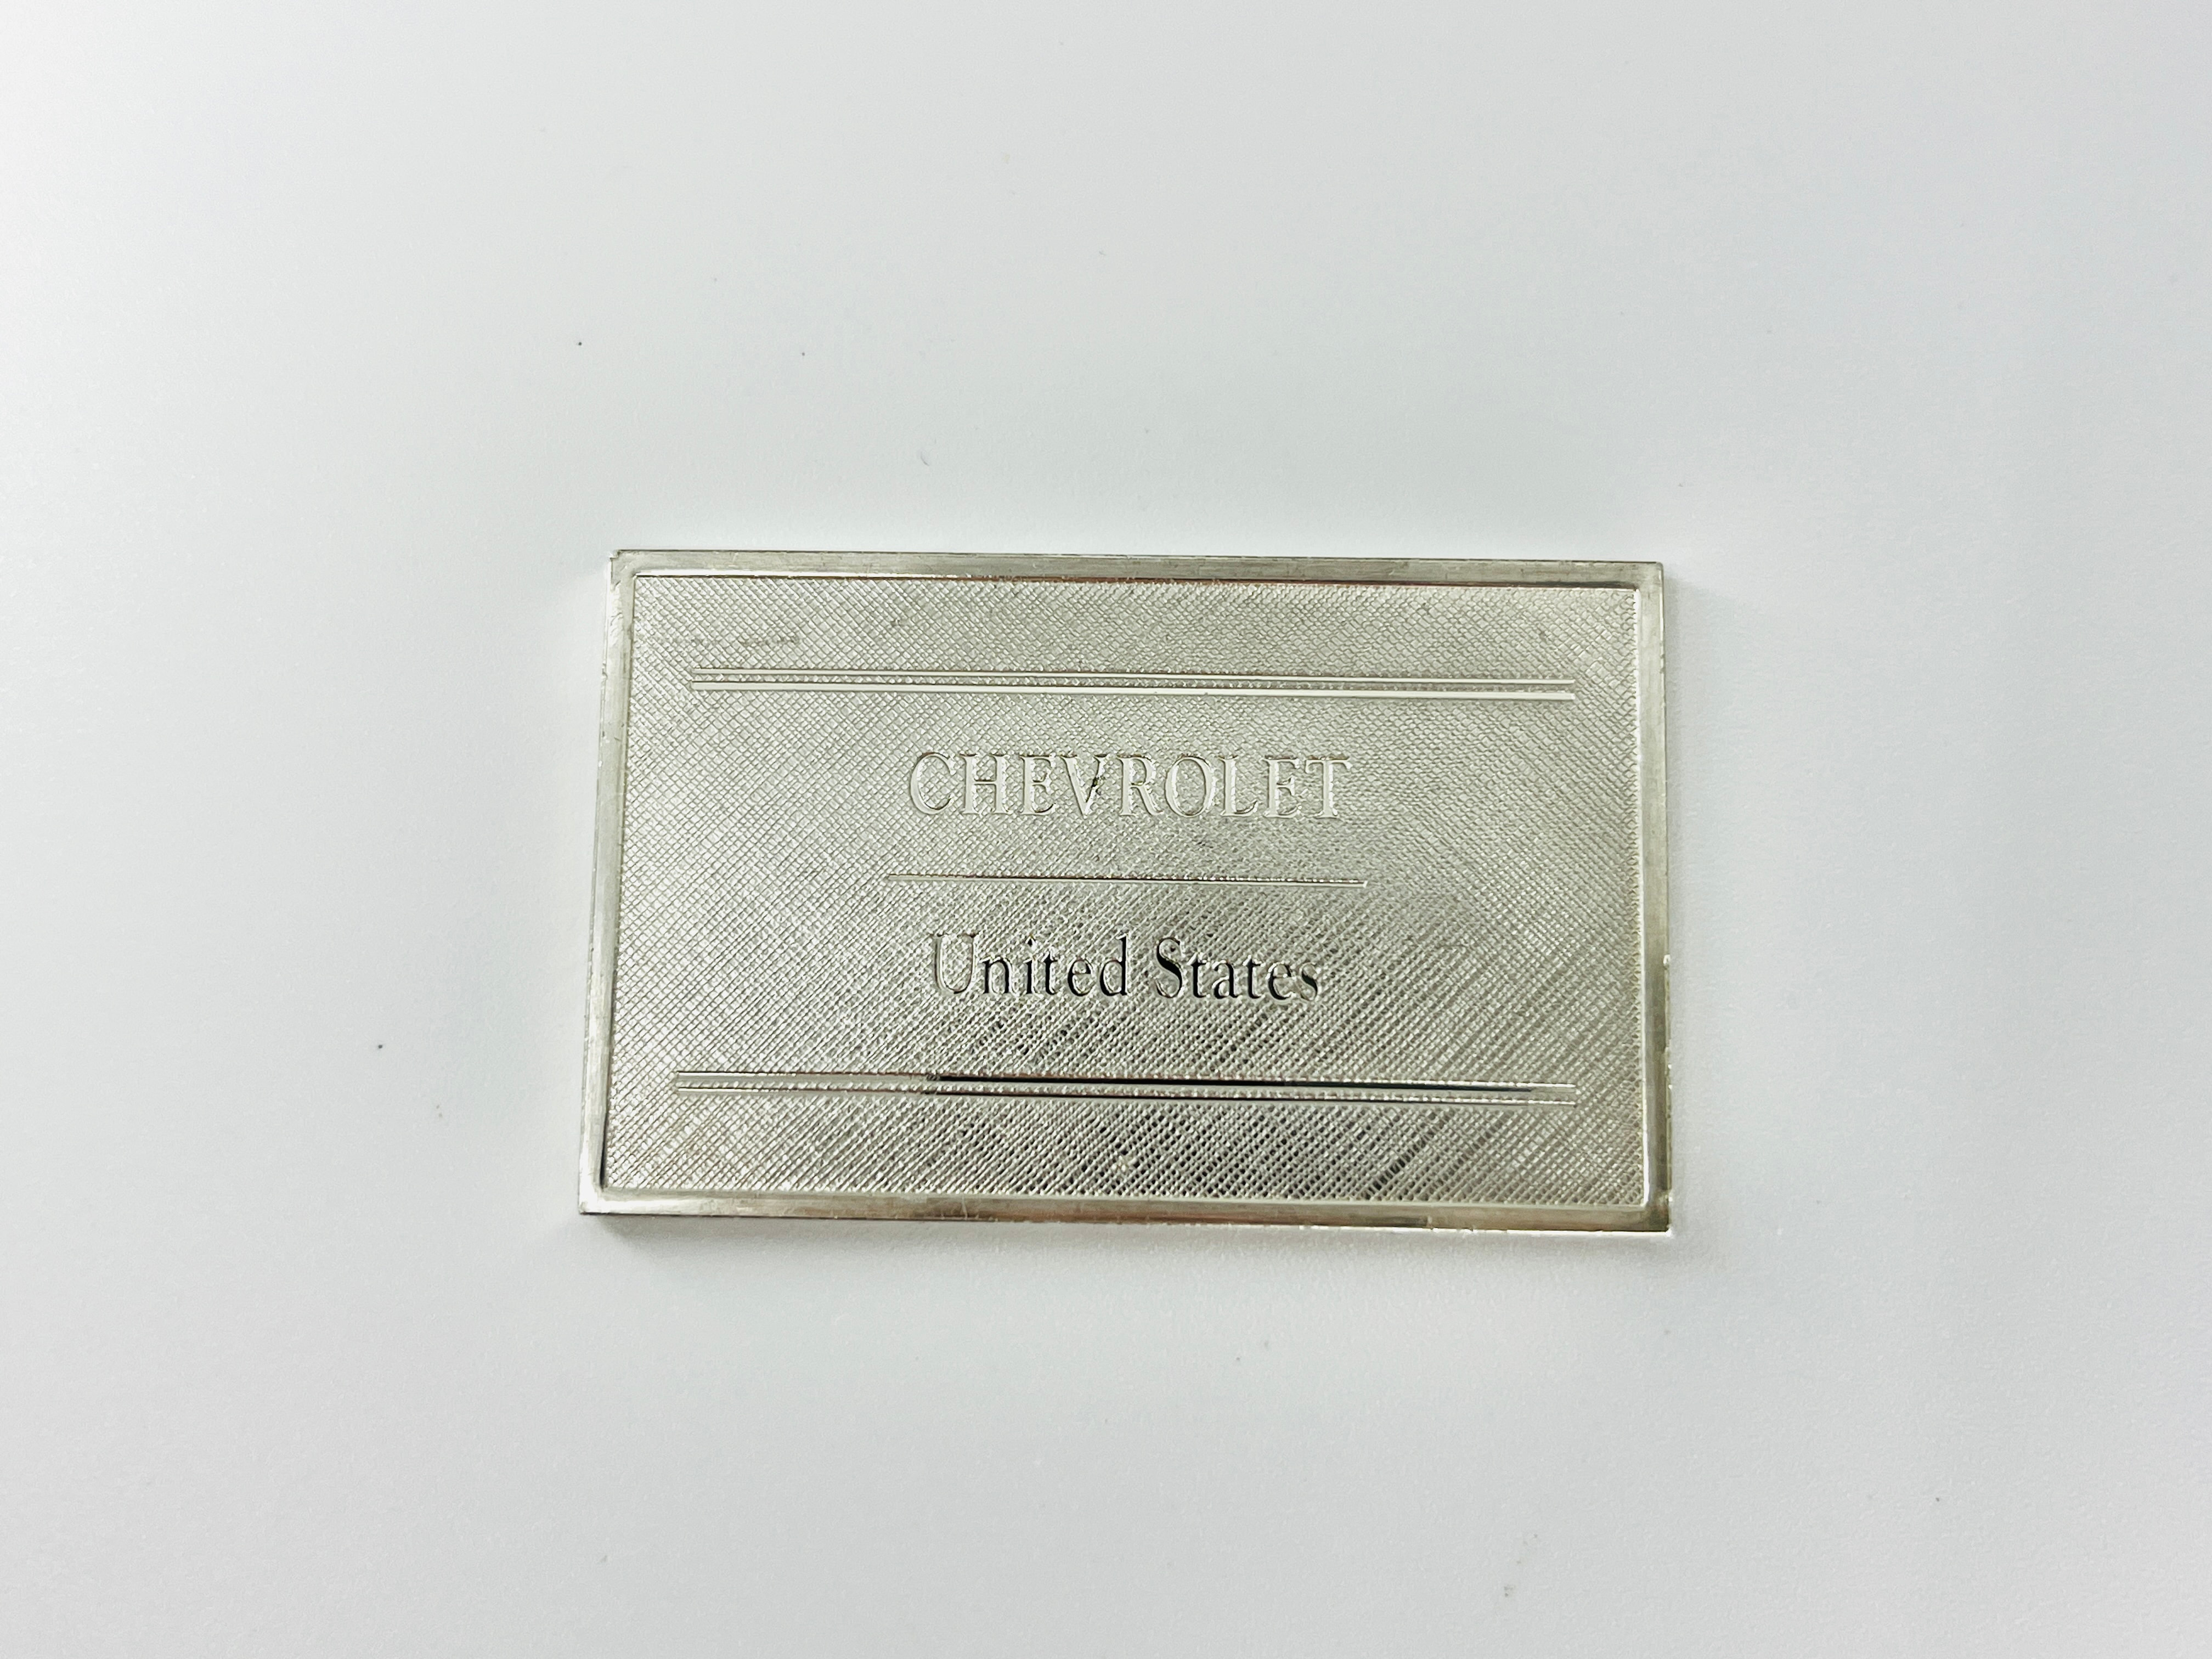 CHEVROLET
United States